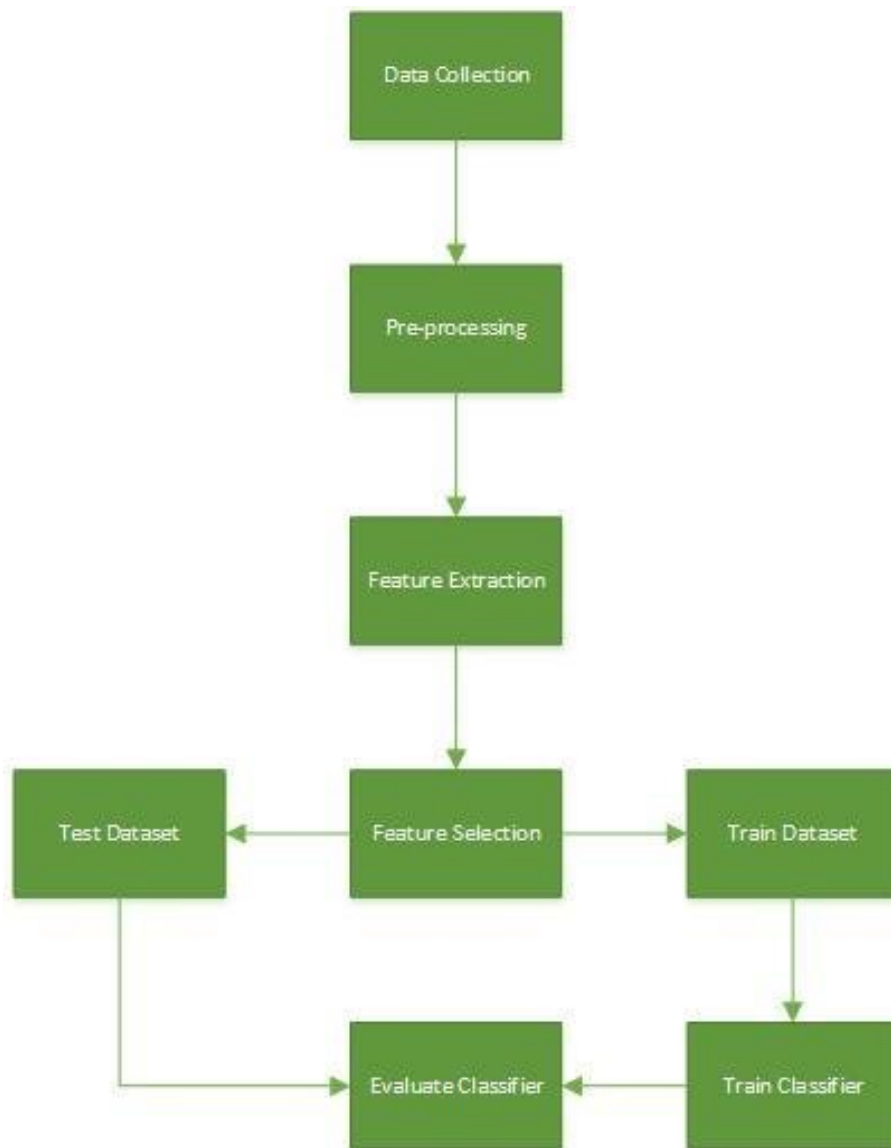 Data Collection
Pre-processing
Feature Extraction
Test Dataset
Feature Selection
Train Dataset
Evaluate Classifier
Train Classifier